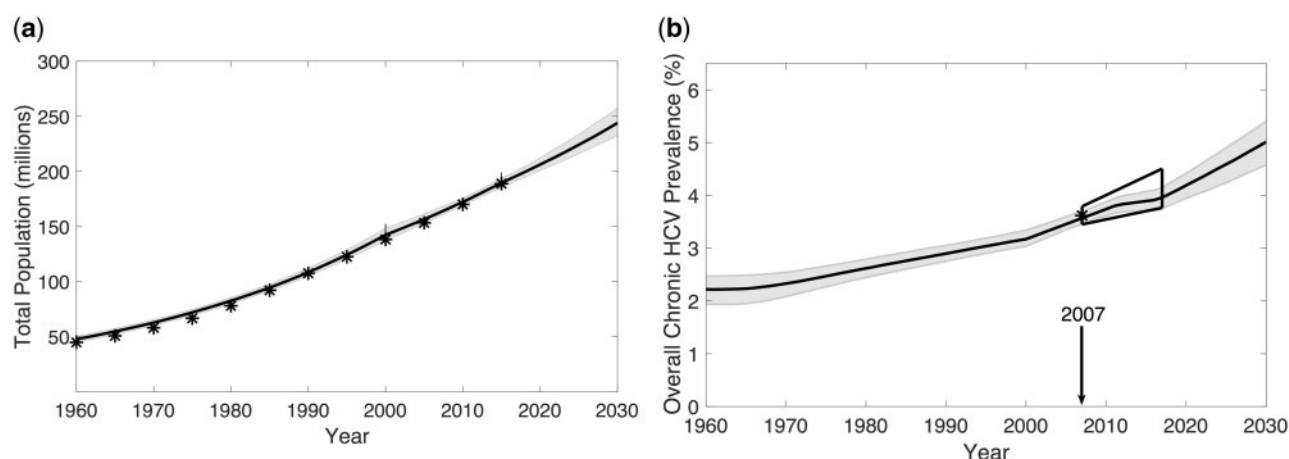 (a)
Total Population (millions)
300
250
200
150
100
50
1960 1970 1980 1990 2000 2010 2020 2030
Year
(b)
Overall Chronic HCV Prevalence (%)
6
5
4
3
2
1
0
2007
1960 1970 1980 1990 2000 2010 2020 2030
Year